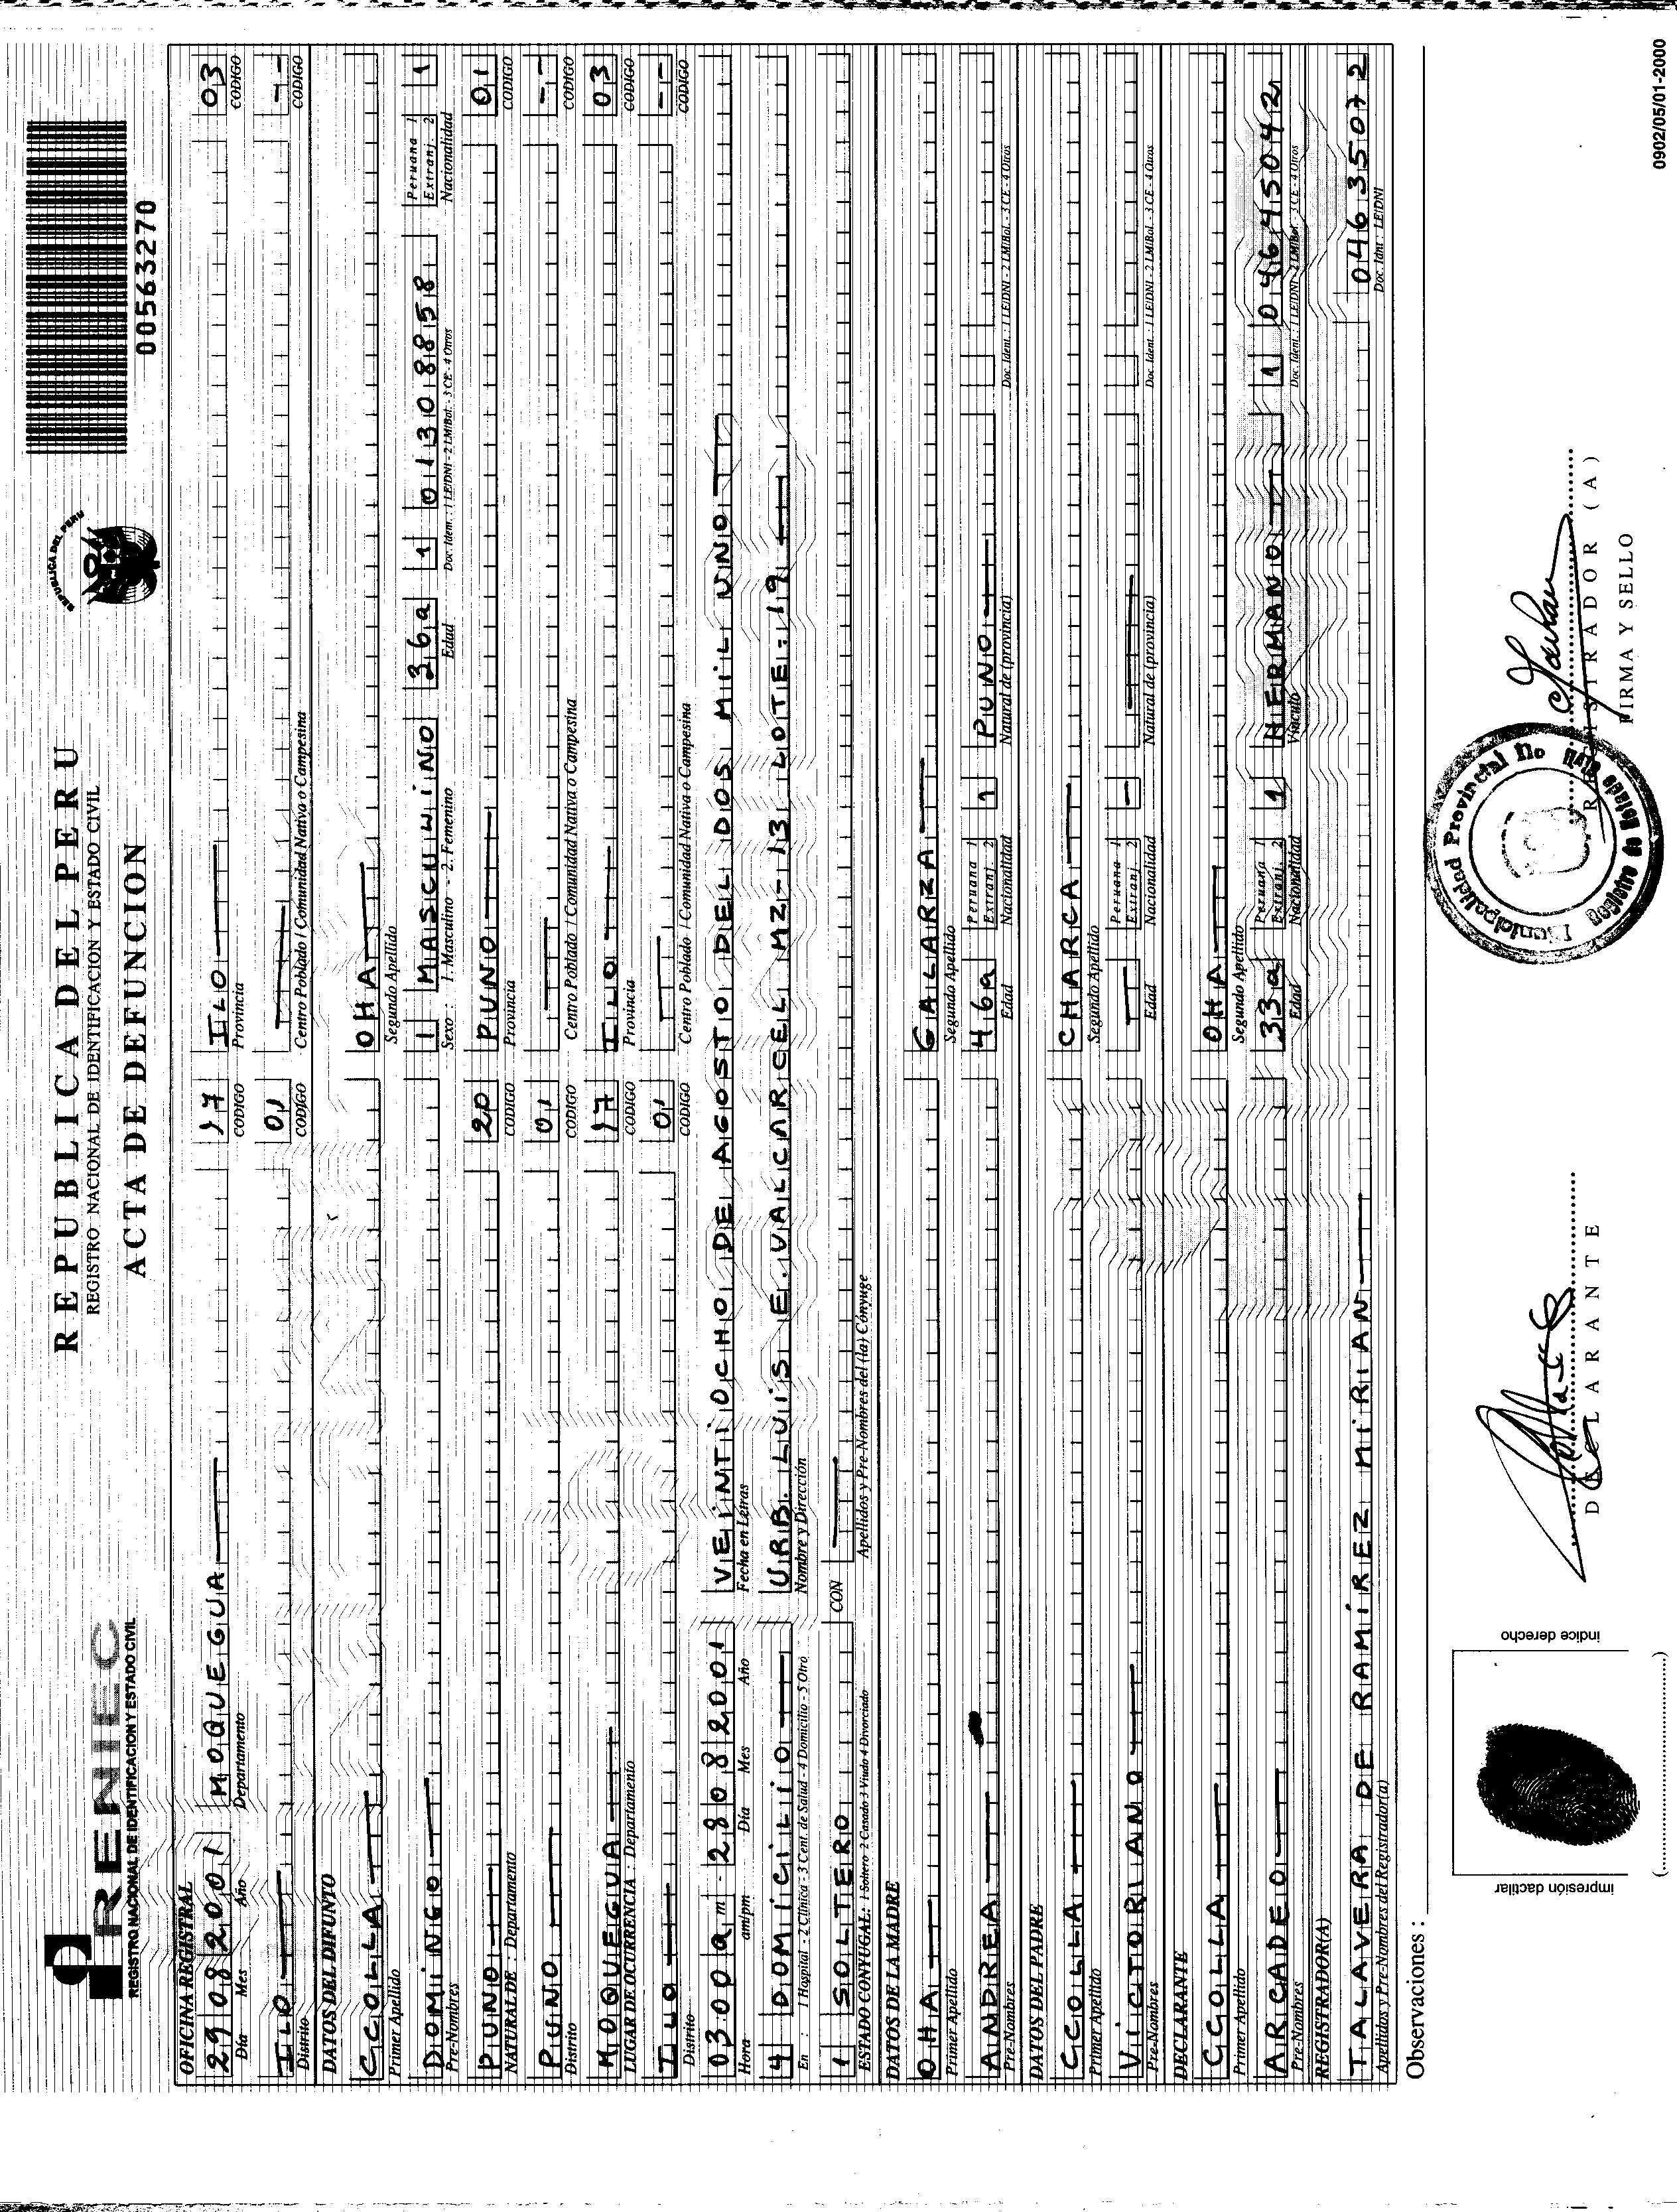 RENIEC
REGISTRO NACIONAL DE IDENTIFICACION Y ESTADO CIVIL
REPUBLICA DEL PERU
REGISTRO NACIONAL DE IDENTIFICACION Y ESTADO CIVIL
ACTA DE DEFUNCION
REPUBLICA DEL PERU
00563270
OFICINA REGISTRAL
29 08 2001 MOQUEGUA 17 ILO 03
Día Mes Año Departamento CODIGO Provincia CODIGO
ILO 01 --
Distrito CODIGO Centro Poblado / Comunidad Nativa o Campesina CODIGO
DATOS DEL DIFUNTO
CCOLLA OHA
Primer Apellido Segundo Apellido
DOMINGO 1 MASCULINO 36a 1 01308858 Peruana 1 Extranj. 2 1
Pre-Nombres Sexo : 1. Masculino - 2. Femenino Edad Doc. Idem. : 1 LE/DNI - 2 LM/Bol. - 3 CE - 4 Otros Nacionalidad
PUNO 20 PUNO 01
NATURAL DE Departamento CODIGO Provincia CODIGO
PUNO 01 --
Distrito CODIGO Centro Poblado / Comunidad Nativa o Campesina CODIGO
MOQUEGUA 17 ILO 03
LUGAR DE OCURRENCIA : Departamento CODIGO Provincia CODIGO
ILO 01 --
Distrito CODIGO Centro Poblado / Comunidad Nativa o Campesina CODIGO
03:00 am - 28 08 2001 VEINTIOCHO DE AGOSTO DEL DOS MIL UNO
Hora am/pm Día Mes Año Fecha en Letras
4 DOMICILIO URB. LUIS E. VALCARCEL MZ-13 LOTE:19
En : 1 Hospital - 2 Clínica - 3 Cent. de Salud - 4 Domicilio - 5 Otro Nombre y Dirección
1 SOLTERO CON
ESTADO CONYUGAL: 1 Soltero 2 Casado 3 Viudo 4 Divorciado Apellidos y Pre-Nombres del (la) Cónyuge
DATOS DE LA MADRE
OHA GALARZA
Primer Apellido Segundo Apellido
ANDREA 46a Peruana 1 Extranj. 2 1 PUNO
Pre-Nombres Edad Nacionalidad Natural de (provincia) Doc. Ident. : 1 LE/DNI - 2 LM/Bol. - 3 CE - 4 Otros
DATOS DEL PADRE
CCOLLA CHARCA
Primer Apellido Segundo Apellido
VICTORIANO Peruana 1 Extranj. 2 -
Pre-Nombres Edad Nacionalidad Natural de (provincia) Doc. Ident. : 1 LE/DNI - 2 LM/Bol. - 3 CE - 4 Otros
DECLARANTE
CCOLLA OHA
Primer Apellido Segundo Apellido
ARCADEO 33a Peruana 1 Extranj. 2 1 HERMANO 1 04645042
Pre-Nombres Edad Nacionalidad Vínculo Doc. Ident. : 1 LE/DNI - 2 LM/Bol - 3 CE - 4 Otros
REGISTRADOR(A)
TALAVERA DE RAMÍREZ MIRIAN 04635072
Apellidos y Pre-Nombres del Registrador(a) Doc. Idnt : LE/DNI
Observaciones :
impresión dactilar
índice derecho
DECLARANTE
Municipalidad Provincial Ilo
Registro de Estado Civil
REGISTRADOR (A)
FIRMA Y SELLO
0902/05/01-2000